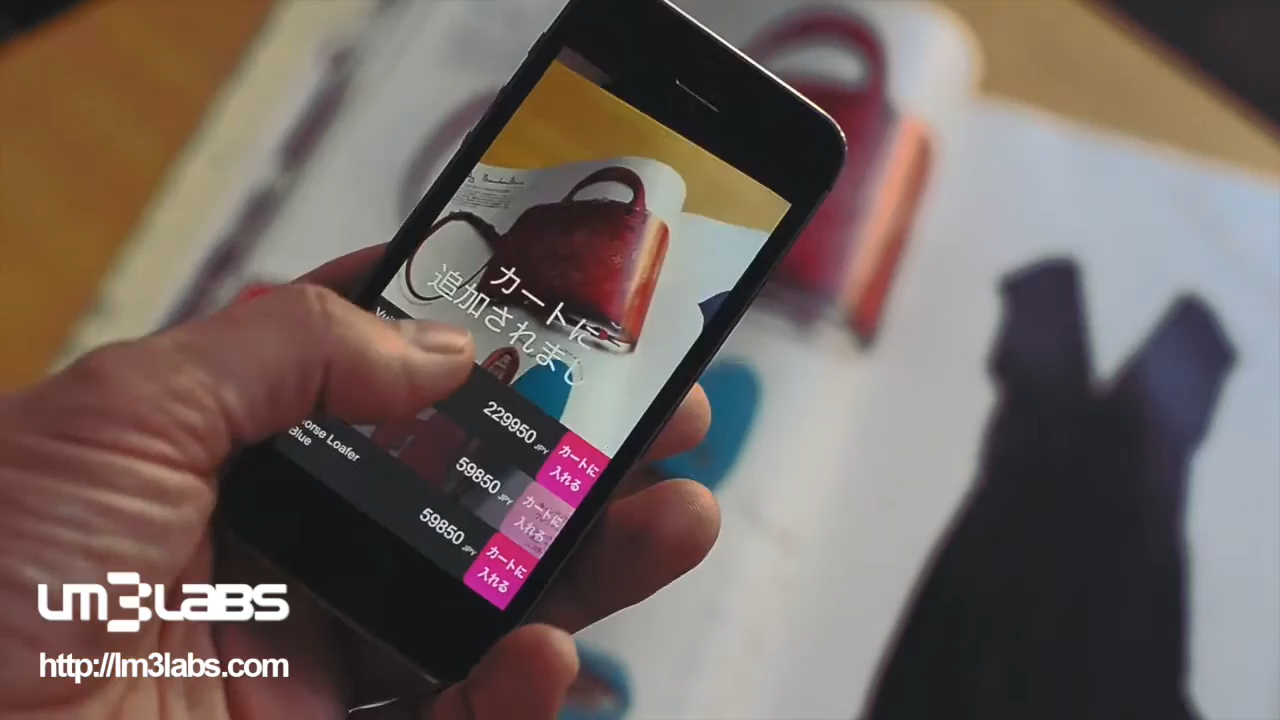 カートに
追加されまし
229950 JPY
カートに
入れる
59850 JPY
カートに
入れる
orse Loafer
Blue
59850 JPY
カートに
入れる
LM3LABS
http://lm3labs.com